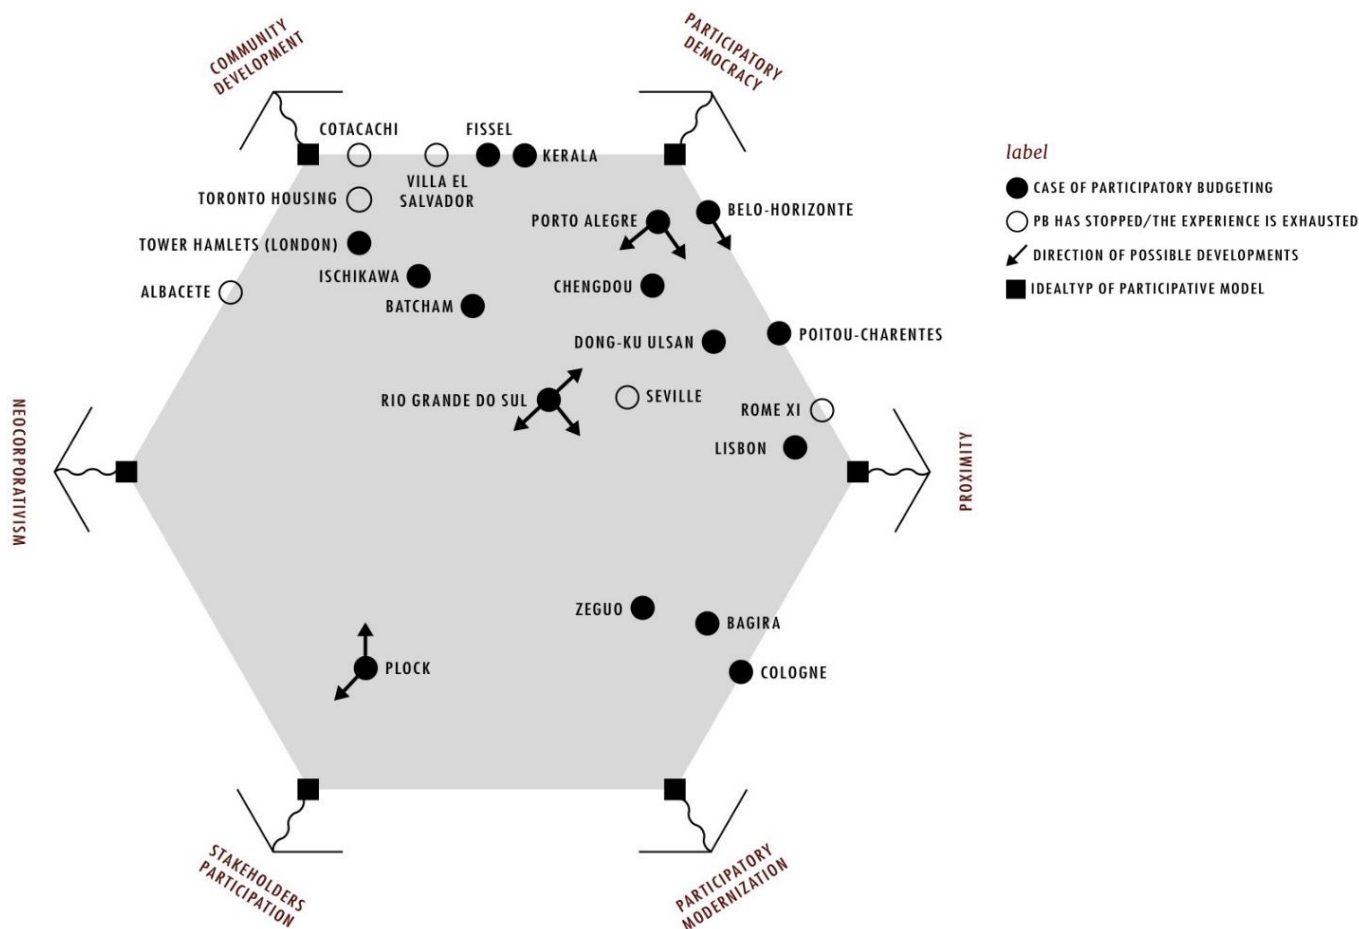 COMMUNITY
DEVELOPMENT
PARTICIPATORY
DEMOCRACY
COTACACHI
FISSEL
KERALA
VILLA EL
SALVADOR
TORONTO HOUSING
TOWER HAMLETS (LONDON)
ALBACETE
ISCHIKAWA
BATCHAM
PORTO ALEGRE
BELO-HORIZONTE
CHENGDOU
DONG-KU ULSAN
POITOU-CHARENTES
RIO GRANDE DO SUL
SEVILLE
ROME XI
LISBON
NEOCORPORATIVISM
PROXIMITY
ZEGUO
BAGIRA
COLOGNE
PLOCK
STAKEHOLDERS
PARTICIPATION
PARTICIPATORY
MODERNIZATION
label
CASE OF PARTICIPATORY BUDGETING
PB HAS STOPPED/THE EXPERIENCE IS EXHAUSTED
DIRECTION OF POSSIBLE DEVELOPMENTS
IDEALTYP OF PARTICIPATIVE MODEL